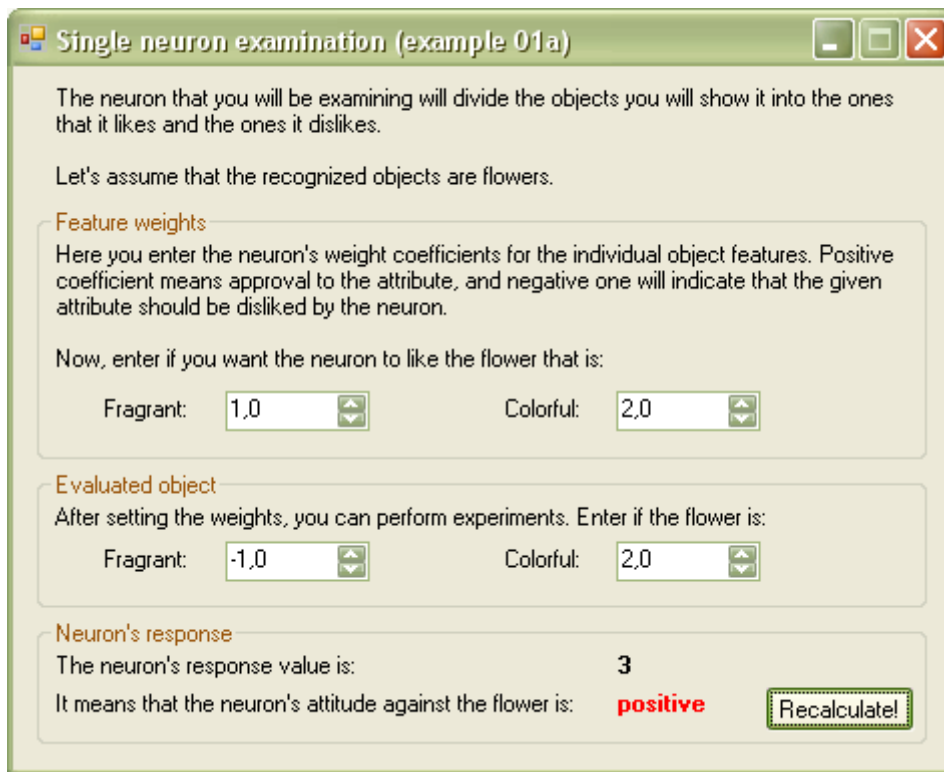 Single neuron examination (example 01a)
The neuron that you will be examining will divide the objects you will show it into the ones
that it likes and the ones it dislikes.
Let's assume that the recognized objects are flowers.
Feature weights
Here you enter the neuron's weight coefficients for the individual object features. Positive
coefficient means approval to the attribute, and negative one will indicate that the given
attribute should be disliked by the neuron.
Now, enter if you want the neuron to like the flower that is:
Fragrant: 1,0 Colorful: 2,0
Evaluated object
After setting the weights, you can perform experiments. Enter if the flower is:
Fragrant: -1,0 Colorful: 2,0
Neuron's response
The neuron's response value is: 3
It means that the neuron's attitude against the flower is: positive Recalculate!